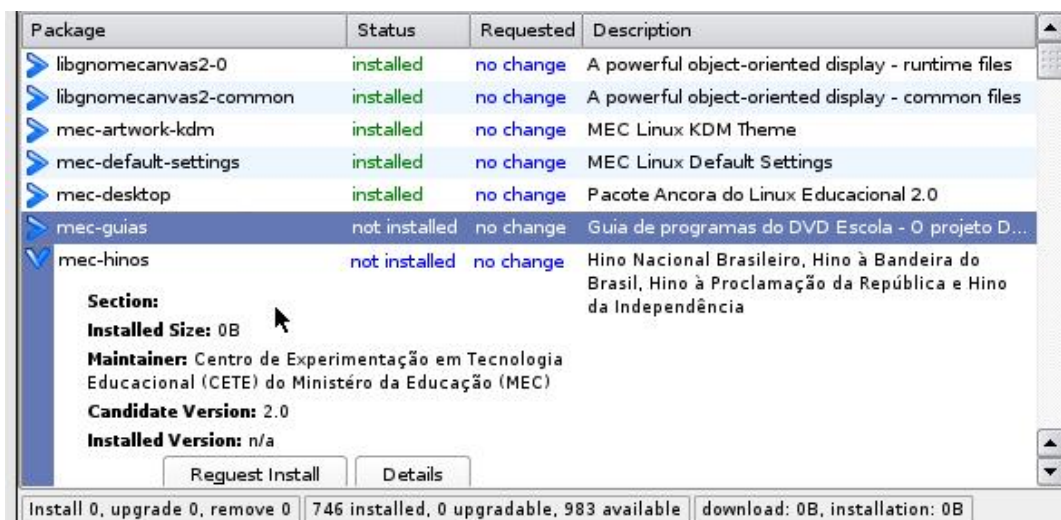 Package Status Requested Description
libgnomecanvas2-0 installed no change A powerful object-oriented display - runtime files
libgnomecanvas2-common installed no change A powerful object-oriented display - common files
mec-artwork-kdm installed no change MEC Linux KDM Theme
mec-default-settings installed no change MEC Linux Default Settings
mec-desktop installed no change Pacote Ancora do Linux Educacional 2.0
mec-guias not installed no change Guia de programas do DVD Escola - O projeto D...
mec-hinos not installed no change Hino Nacional Brasileiro, Hino à Bandeira do
Brasil, Hino à Proclamação da República e Hino
da Independência
Section:
Installed Size: 0B
Maintainer: Centro de Experimentação em Tecnologia
Educacional (CETE) do Ministéro da Educação (MEC)
Candidate Version: 2.0
Installed Version: n/a
Request Install Details
Install 0, upgrade 0, remove 0 746 installed, 0 upgradable, 983 available download: 0B, installation: 0B